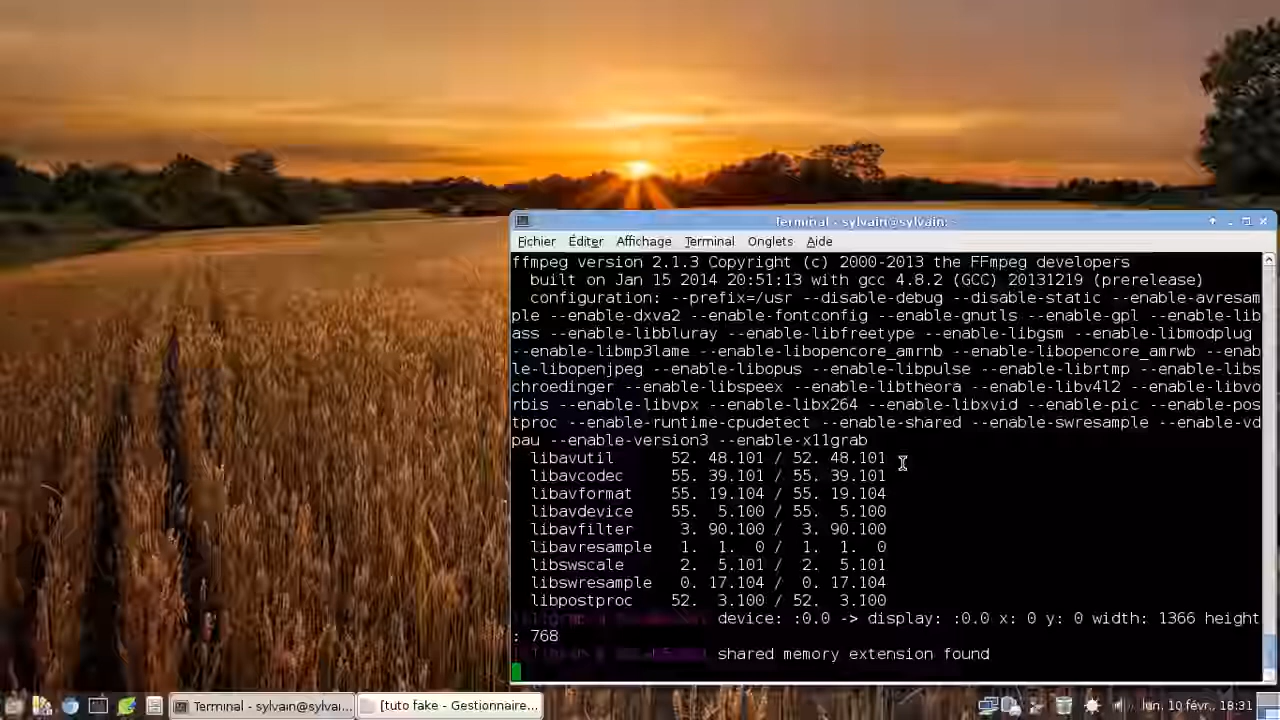 Terminal - sylvain@sylvain: ~
Fichier Éditer Affichage Terminal Onglets Aide
ffmpeg version 2.1.3 Copyright (c) 2000-2013 the FFmpeg developers
built on Jan 15 2014 20:51:13 with gcc 4.8.2 (GCC) 20131219 (prerelease)
configuration: --prefix=/usr --disable-debug --disable-static --enable-avresam
ple --enable-dxva2 --enable-fontconfig --enable-gnutls --enable-gpl --enable-lib
ass --enable-libbluray --enable-libfreetype --enable-libgsm --enable-libmodplug
--enable-libmp3lame --enable-libopencore_amrnb --enable-libopencore_amrwb --enab
le-libopenjpeg --enable-libopus --enable-libpulse --enable-librtmp --enable-libs
chroedinger --enable-libspeex --enable-libtheora --enable-libv4l2 --enable-libvo
rbis --enable-libvpx --enable-libx264 --enable-libxvid --enable-pic --enable-pos
tproc --enable-runtime-cpudetect --enable-shared --enable-swresample --enable-vd
pau --enable-version3 --enable-x11grab
libavutil 52. 48.101 / 52. 48.101
libavcodec 55. 39.101 / 55. 39.101
libavformat 55. 19.104 / 55. 19.104
libavdevice 55. 5.100 / 55. 5.100
libavfilter 3. 90.100 / 3. 90.100
libavresample 1. 1. 0 / 1. 1. 0
libswscale 2. 5.101 / 2. 5.101
libswresample 0. 17.104 / 0. 17.104
libpostproc 52. 3.100 / 52. 3.100
device: :0.0 -> display: :0.0 x: 0 y: 0 width: 1366 height
: 768
shared memory extension found
Terminal - sylvain@sylvai... [tuto fake - Gestionnaire... lun. 10 févr., 18:31